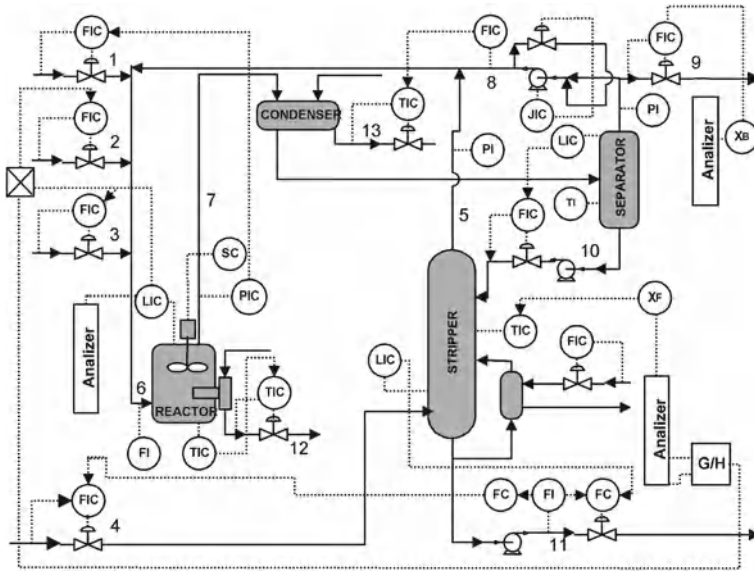 FIC
FIC
FIC
1
8
9
FIC
TIC
JIC
PI
CONDENSER
FIC
2
13
PI
LIC
XB
Analizer
SEPARATOR
7
5
FIC
TI
FIC
3
SC
10
LIC
PIC
XF
TIC
STRIPPER
Analizer
LIC
FIC
6
REACTOR
TIC
FI
TIC
12
Analizer
G/H
FIC
FC
FI
FC
4
11